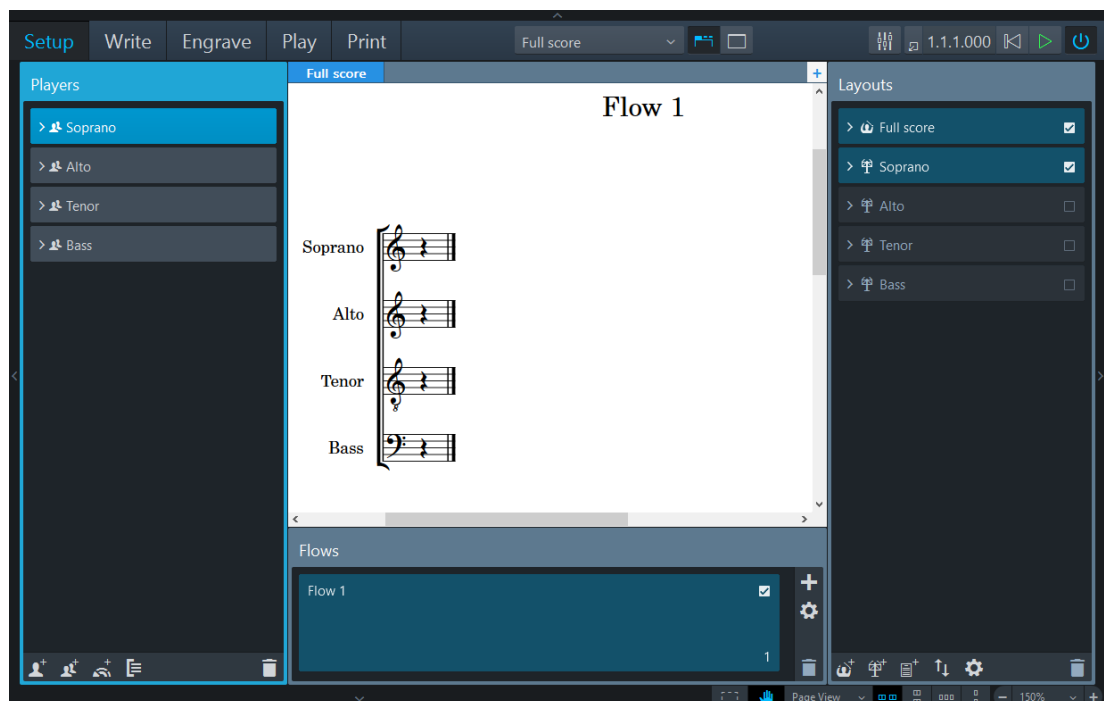 Setup Write Engrave Play Print Full score 1.1.1.000
Players
Soprano
Alto
Tenor
Bass
Full score
Flow 1
Soprano
Alto
Tenor
8
Bass
Flows
Flow 1
1
Layouts
Full score
Soprano
Alto
Tenor
Bass
Page View 150%